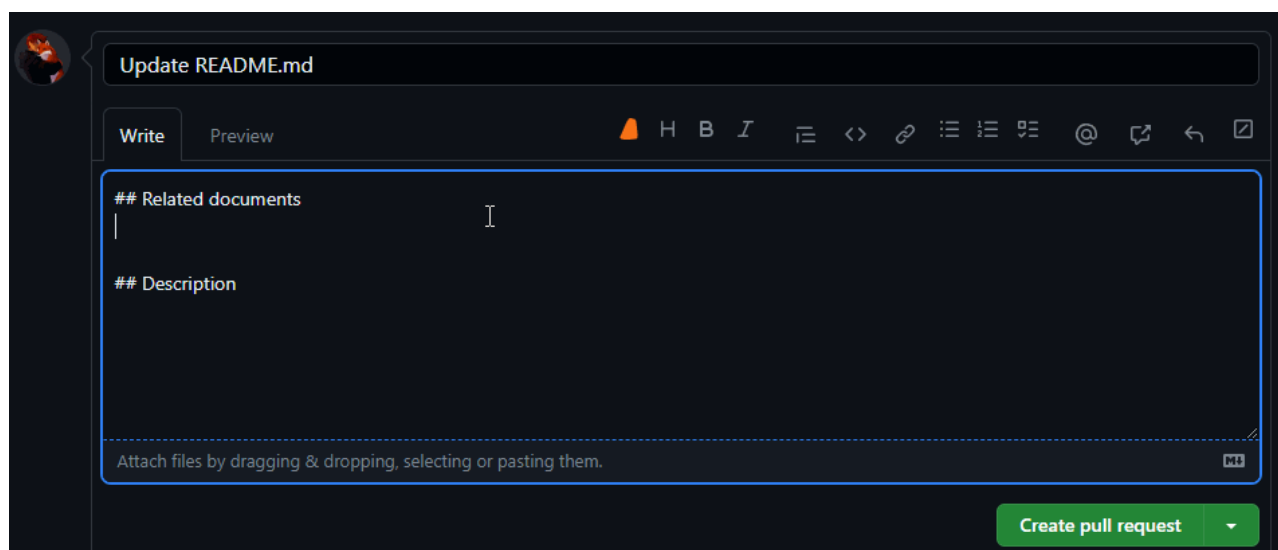 Update README.md
Write Preview
## Related documents
## Description
Attach files by dragging & dropping, selecting or pasting them.
Create pull request